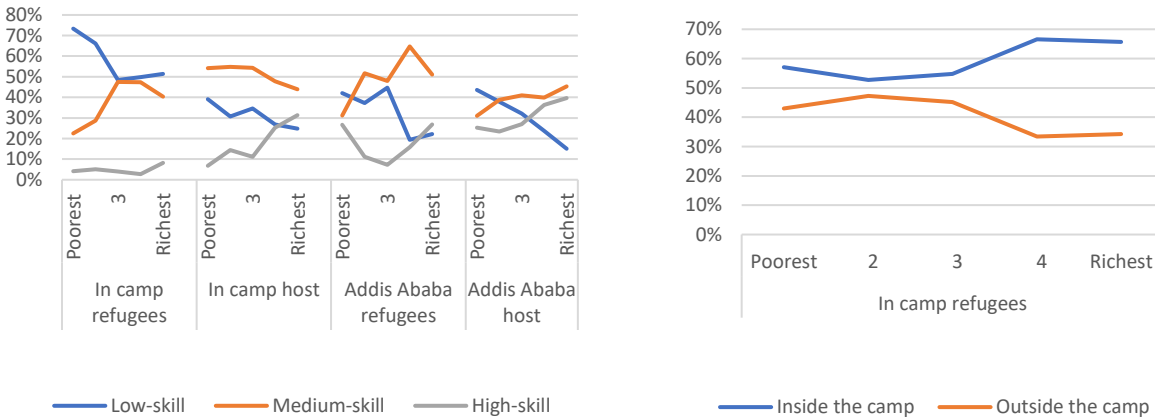 80%
70%
60%
50%
40%
30%
20%
10%
0%
Poorest
3
Richest
Poorest
3
Richest
Poorest
3
Richest
Poorest
3
Richest
In camp
refugees
In camp host
Addis Ababa
refugees
Addis Ababa
host
Low-skill Medium-skill High-skill
70%
60%
50%
40%
30%
20%
10%
0%
Poorest 2 3 4 Richest
In camp refugees
Inside the camp Outside the camp